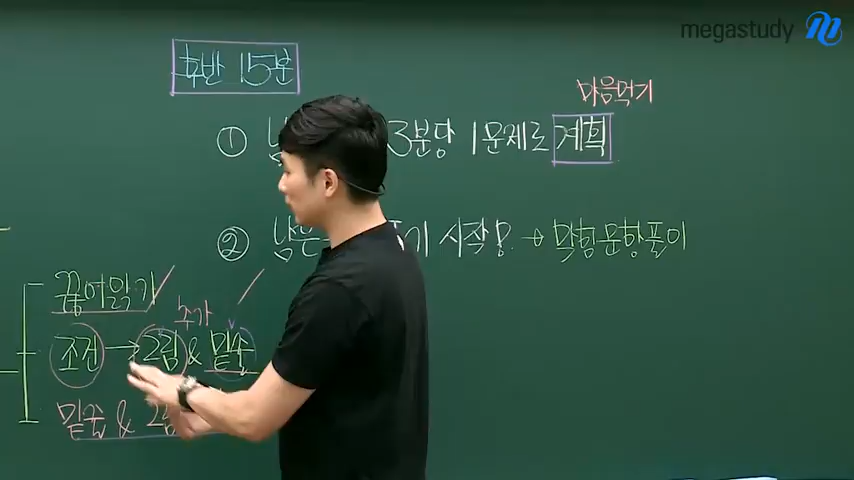 megastudy
후반 15분
마음먹기
① 3분당 1문제로 계획
② 남은 기 시작! → 막힌문항풀이
끊어읽기
추가
조건 → 그림 & 밑줄
밑줄 &